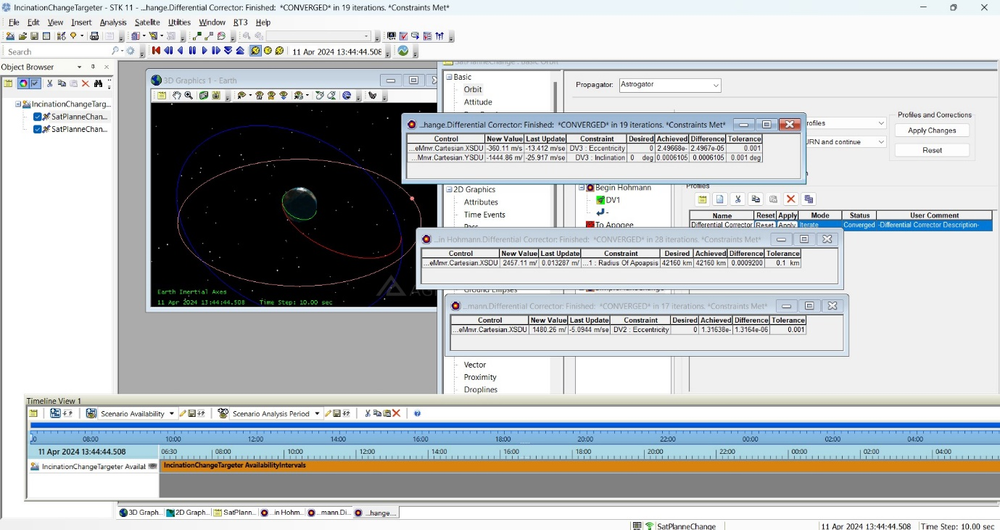 IncinationChangeTargeter - STK 11 - ...hange.Differential Corrector: Finished: *CONVERGED* in 19 iterations. *Constraints Met*
File Edit View Insert Analysis Satellite Utilities Window RT3 Help
Search
11 Apr 2024 13:44:44.508
Object Browser
IncinationChangeTarg...
SatPlanneChan...
SatPlanneChan...
3D Graphics 1 - Earth
Earth Inertial Axes
11 Apr 2024 13:44:44.508 Time Step: 10.00 sec
SatPlanneChange : Basic Orbit
Basic
Orbit
Attitude
Propagator: Astrogator
Profiles and Corrections
rofiles
Apply Changes
URN and continue
Reset
...hange.Differential Corrector: Finished: *CONVERGED* in 19 iterations. *Constraints Met*
Control New Value Last Update Constraint Desired Achieved Difference Tolerance
...eMnvr.Cartesian.XSDU -360.11 m/s -13.412 m/se DV3 : Eccentricity 0 2.49668e- 2.4967e-05 0.001
...Mnvr.Cartesian.YSDU -1444.86 m/ -25.917 m/se DV3 : Inclination 0 deg 0.0006105 0.0006105 0.001 deg
2D Graphics
Attributes
Time Events
Pass
Begin Hohmann
DV1
-
To Apogee
Profiles
Name Reset Apply Mode Status User Comment
Differential Corrector Reset Apply Iterate Converged -Differential Corrector Description-
...in Hohmann.Differential Corrector: Finished: *CONVERGED* in 28 iterations. *Constraints Met*
Control New Value Last Update Constraint Desired Achieved Difference Tolerance
...eMnvr.Cartesian.XSDU 2457.11 m/ 0.013287 m/ ...1 : Radius Of Apoapsis 42160 km 42160 km 0.0009200 0.1 km
Ground Ellipses
...mann.Differential Corrector: Finished: *CONVERGED* in 17 iterations. *Constraints Met*
Control New Value Last Update Constraint Desired Achieved Difference Tolerance
...eMnvr.Cartesian.XSDU 1480.26 m/ -5.0944 m/se DV2 : Eccentricity 0 1.31638e- 1.3164e-06 0.001
Vector
Proximity
Droplines
Timeline View 1
Scenario Availability Scenario Analysis Period
08:00 10:00 12:00 14:00 16:00 18:00 20:00 22:00 00:00 02:00 04:00
11 Apr 2024 13:44:44.508 06:30 08:00 10:00 12:00 14:00 16:00 18:00 20:00 22:00 00:00 02:00 04:00
IncinationChangeTargeter Availal IncinationChangeTargeter AvailabilityIntervals
3D Graph... 2D Graph... SatPlann... ...in Hohm... ...mann.Di... ...hange....
SatPlanneChange 11 Apr 2024 13:44:44.508 Time Step: 10.00 sec